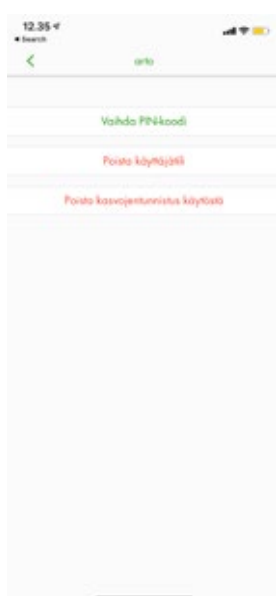 12.35
Search
arto
Vaihda PIN-koodi
Poista käyttäjätili
Poista kasvojentunnistus käytöstä